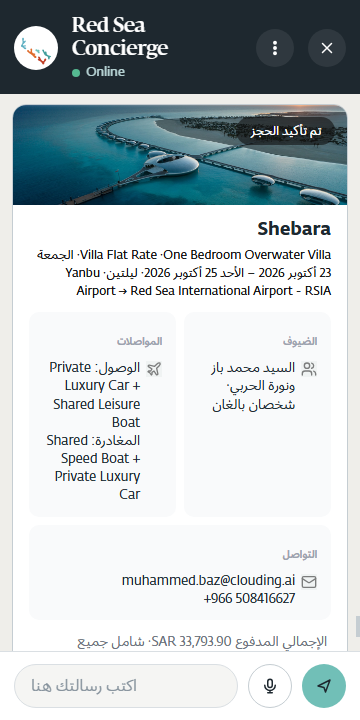 Red Sea
Concierge
Online
تم تأكيد الحجز
Shebara
One Bedroom Overwater Villa ·Villa Flat Rate ·الجمعة
23 أكتوبر 2026 – الأحد 25 أكتوبر 2026· ليلتين· Yanbu
Airport → Red Sea International Airport - RSIA
الضيوف
السيد محمد باز
ونورة الحربي·
شخصان بالغان
المواصلات
الوصول: Private
Luxury Car +
Shared Leisure
Boat
المغادرة: Shared
Speed Boat +
Private Luxury
Car
التواصل
muhammed.baz@clouding.ai
+966 508416627
الإجمالي المدفوع SAR 33,793.90· شامل جميع
اكتب رسالتك هنا